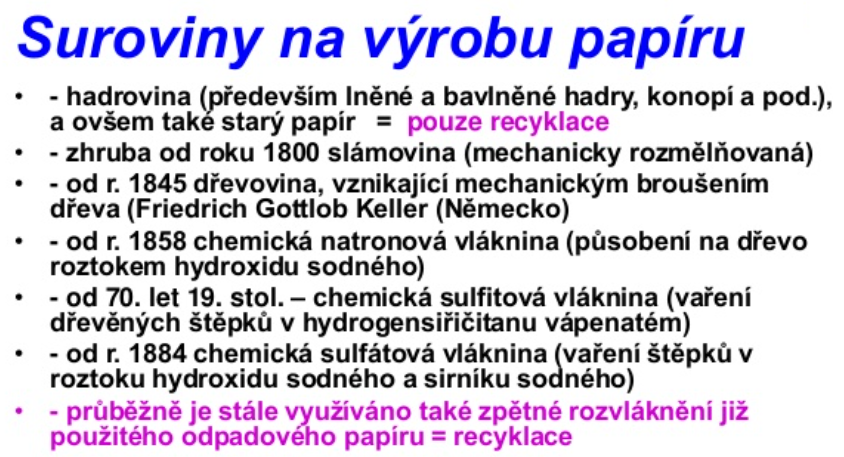 Suroviny na výrobu papíru
• - hadrovina (především lněné a bavlněné hadry, konopí a pod.),
a ovšem také starý papír = pouze recyklace
• - zhruba od roku 1800 slámovina (mechanicky rozmělňovaná)
• - od r. 1845 dřevovina, vznikající mechanickým broušením
dřeva (Friedrich Gottlob Keller (Německo)
• - od r. 1858 chemická natronová vláknina (působení na dřevo
roztokem hydroxidu sodného)
• - od 70. let 19. stol. – chemická sulfitová vláknina (vaření
dřevěných štěpků v hydrogensiřičitanu vápenatém)
• - od r. 1884 chemická sulfátová vláknina (vaření štěpků v
roztoku hydroxidu sodného a sirníku sodného)
• - průběžně je stále využíváno také zpětné rozvláknění již
použitého odpadového papíru = recyklace